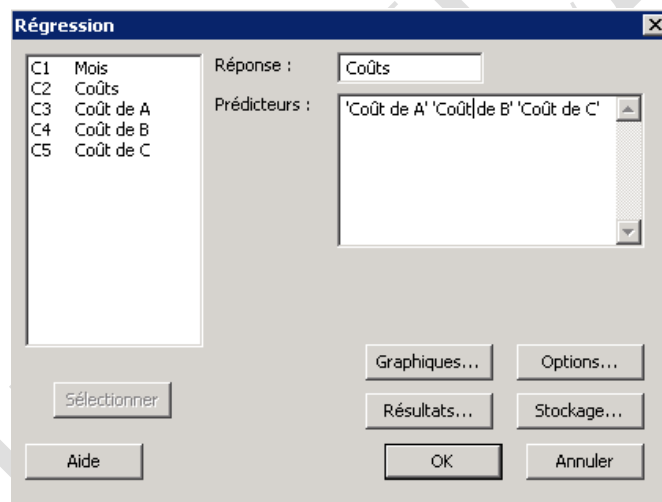 Régression
C1 Mois
C2 Coûts
C3 Coût de A
C4 Coût de B
C5 Coût de C
Réponse :
Coûts
Prédicteurs :
'Coût de A' 'Coût de B' 'Coût de C'
Graphiques...
Options...
Sélectionner
Résultats...
Stockage...
Aide
OK
Annuler